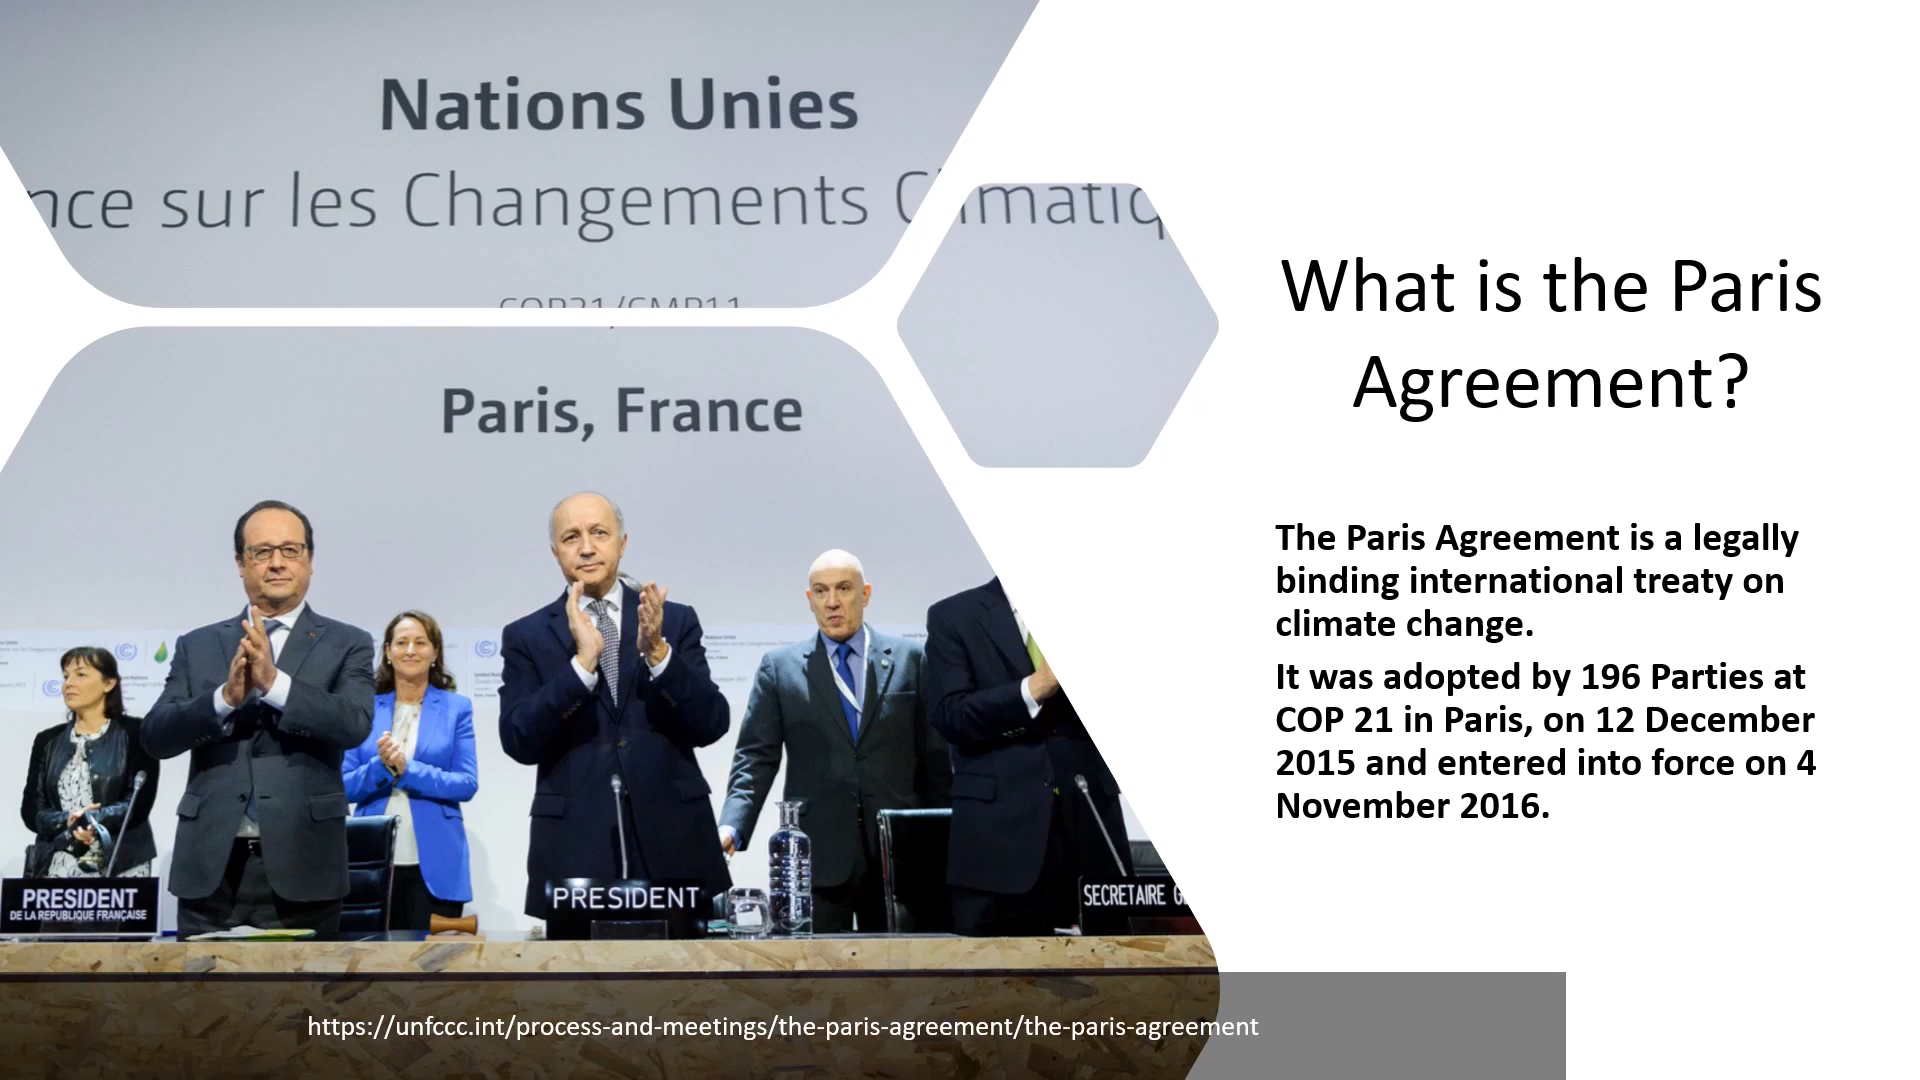 Nations Unies
nce sur les Changements Climatiq
COP21/CMP11
Paris, France
What is the Paris
Agreement?
The Paris Agreement is a legally
binding international treaty on
climate change.
It was adopted by 196 Parties at
COP 21 in Paris, on 12 December
2015 and entered into force on 4
November 2016.
PRESIDENT
DE LA REPUBLIQUE FRANÇAISE
PRESIDENT
SECRETAIRE G
https://unfccc.int/process-and-meetings/the-paris-agreement/the-paris-agreement